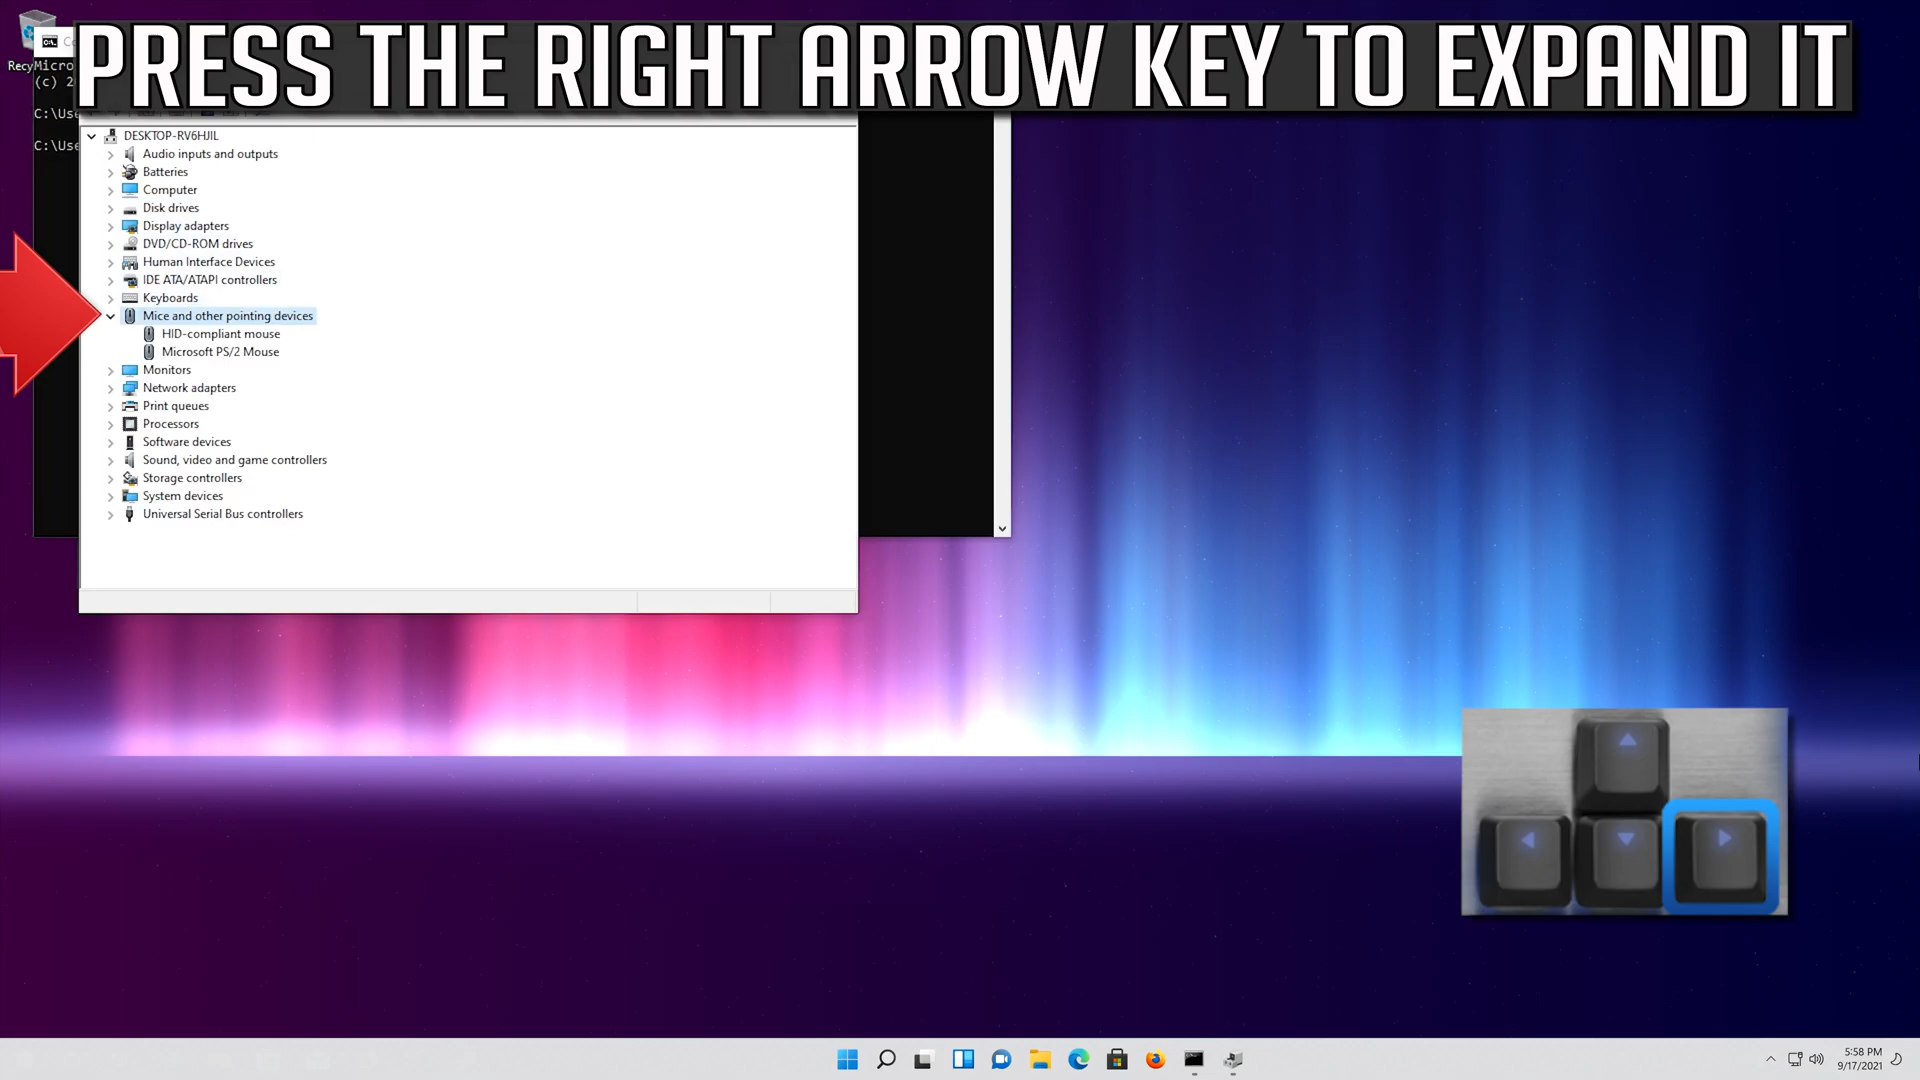 PRESS THE RIGHT ARROW KEY TO EXPAND IT
Recy
Micro
(c) 2
C:\Use
C:\Use
DESKTOP-RV6HJIL
Audio inputs and outputs
Batteries
Computer
Disk drives
Display adapters
DVD/CD-ROM drives
Human Interface Devices
IDE ATA/ATAPI controllers
Keyboards
Mice and other pointing devices
HID-compliant mouse
Microsoft PS/2 Mouse
Monitors
Network adapters
Print queues
Processors
Software devices
Sound, video and game controllers
Storage controllers
System devices
Universal Serial Bus controllers
5:58 PM
9/17/2021